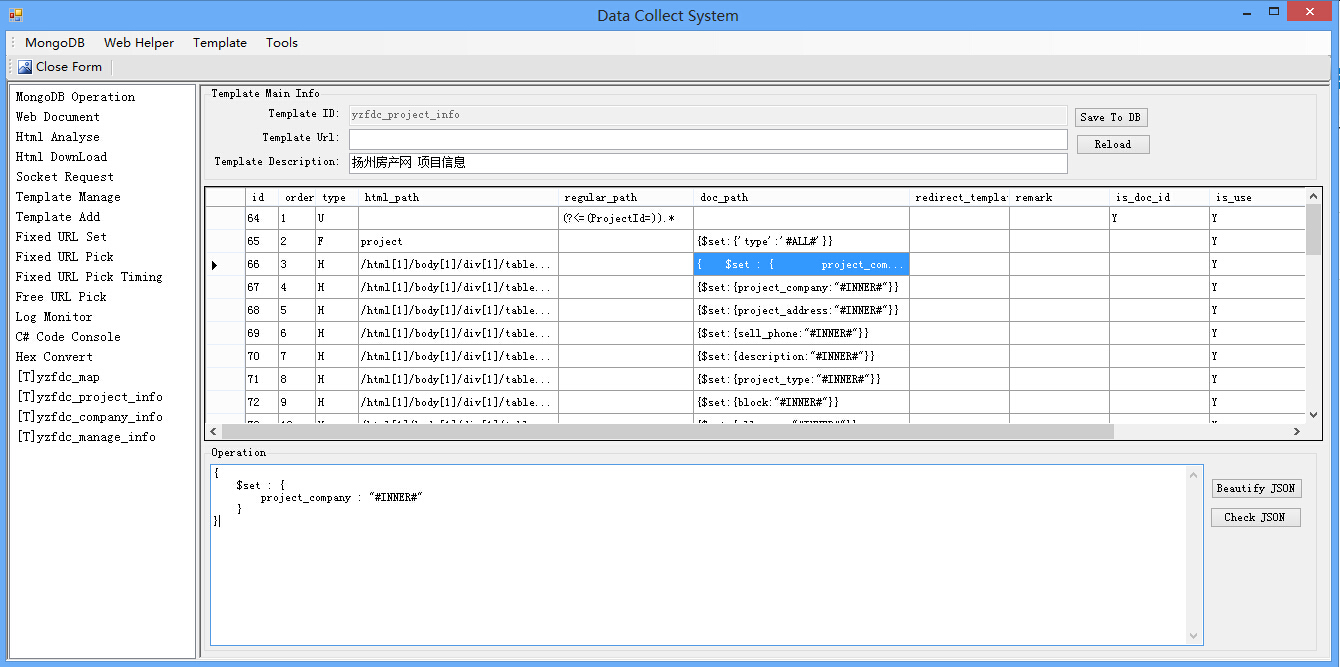 Data Collect System
MongoDB Web Helper Template Tools
Close Form
MongoDB Operation
Web Document
Html Analyse
Html DownLoad
Socket Request
Template Manage
Template Add
Fixed URL Set
Fixed URL Pick
Fixed URL Pick Timing
Free URL Pick
Log Monitor
C# Code Console
Hex Convert
[T]yzfdc_map
[T]yzfdc_project_info
[T]yzfdc_company_info
[T]yzfdc_manage_info
Template Main Info
Template ID: yzfdc_project_info Save To DB
Template Url: Reload
Template Description: 扬州房产网 项目信息
id order type html_path regular_path doc_path redirect_templa remark is_doc_id is_use
64 1 U (?<=(ProjectId=)).* Y Y
65 2 F project {$set:{'type':'#ALL#'}} Y
66 3 H /html[1]/body[1]/div[1]/table... { $set : { project_com... Y
67 4 H /html[1]/body[1]/div[1]/table... {$set:{project_company:"#INNER#"}} Y
68 5 H /html[1]/body[1]/div[1]/table... {$set:{project_address:"#INNER#"}} Y
69 6 H /html[1]/body[1]/div[1]/table... {$set:{sell_phone:"#INNER#"}} Y
70 7 H /html[1]/body[1]/div[1]/table... {$set:{description:"#INNER#"}} Y
71 8 H /html[1]/body[1]/div[1]/table... {$set:{project_type:"#INNER#"}} Y
72 9 H /html[1]/body[1]/div[1]/table... {$set:{block:"#INNER#"}} Y
Operation
{
$set : {
project_company : "#INNER#"
}
}
Beautify JSON
Check JSON